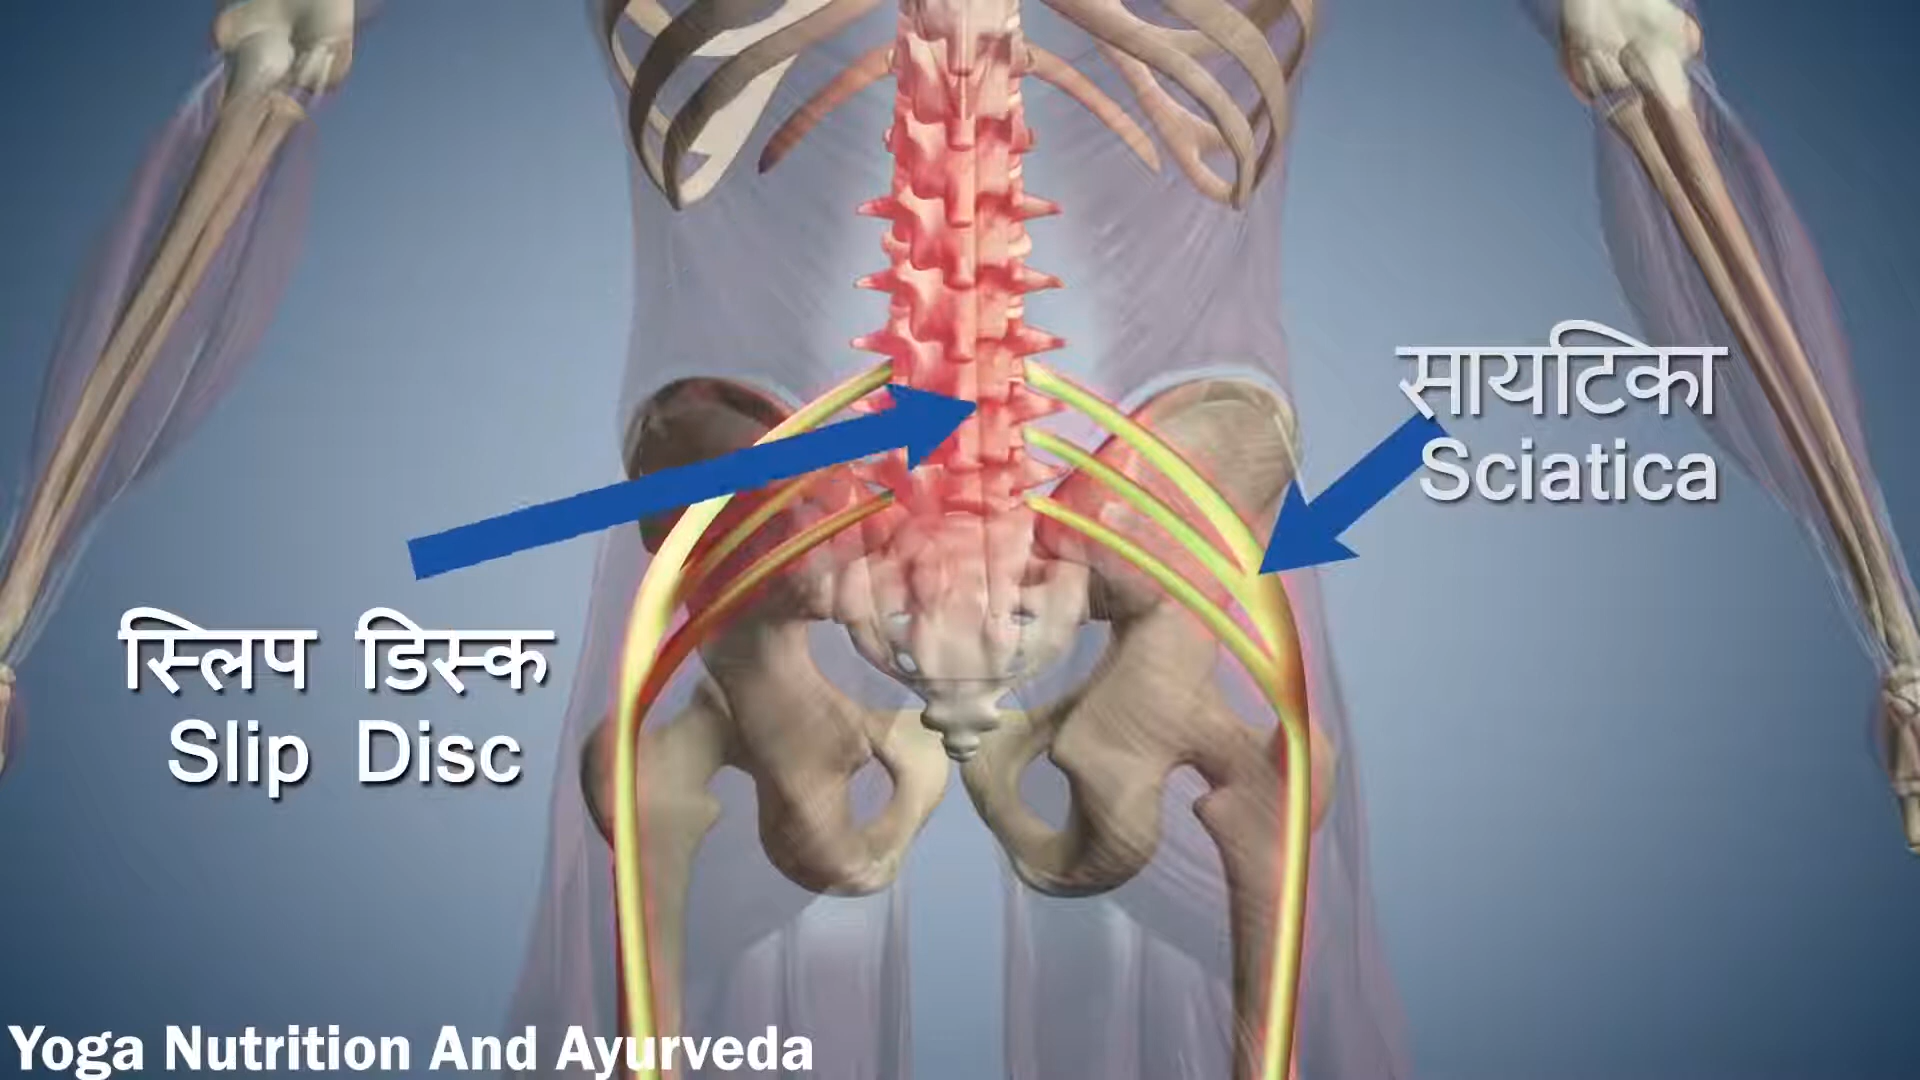 सायटिका
Sciatica
स्लिप डिस्क
Slip Disc
Yoga Nutrition And Ayurveda